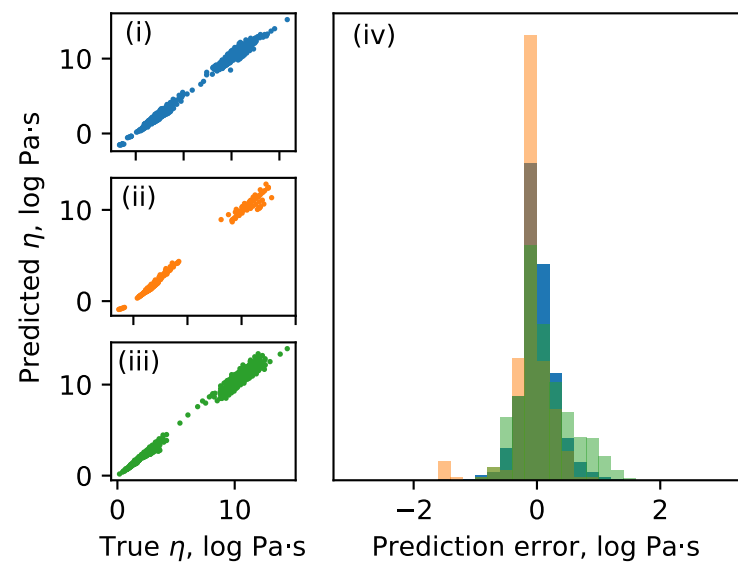 (i)
10
0
(ii)
10
0
(iii)
10
0
0 10
Predicted η, log Pa·s
True η, log Pa·s
(iv)
−2 0 2
Prediction error, log Pa·s